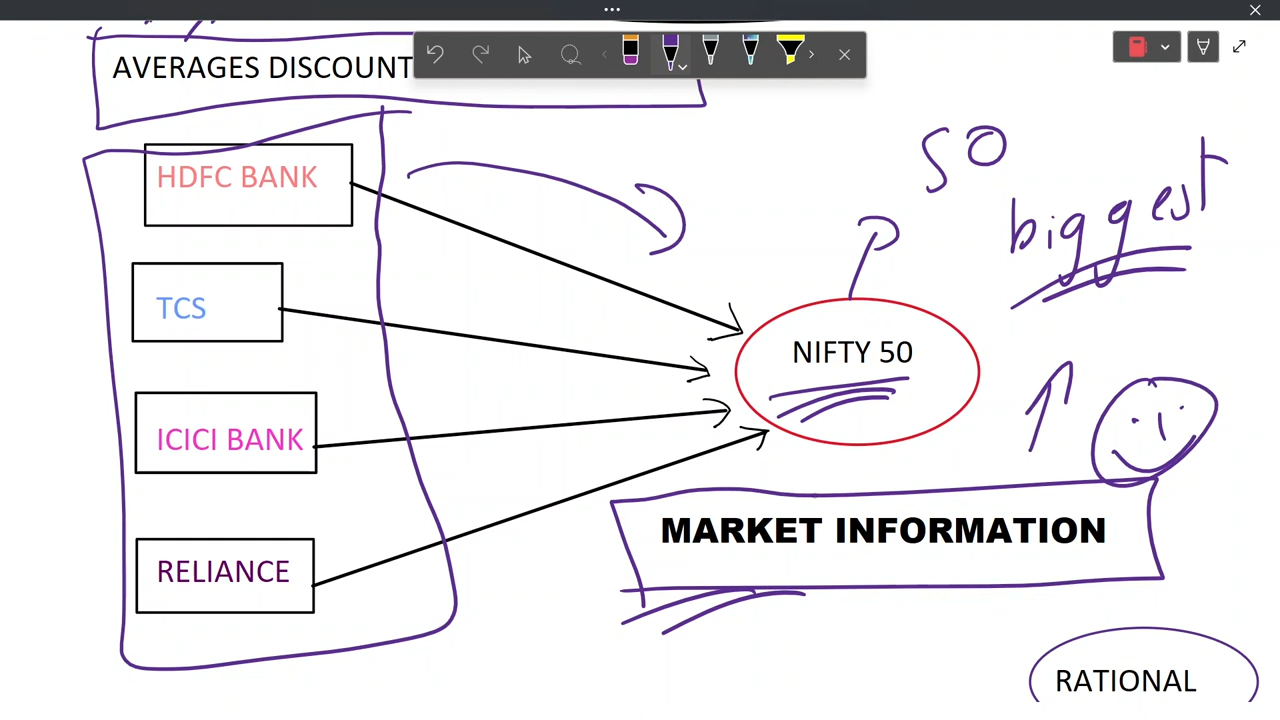 AVERAGES DISCOUNT
HDFC BANK
50
biggest
TCS
P
NIFTY 50
ICICI BANK
MARKET INFORMATION
RELIANCE
RATIONAL